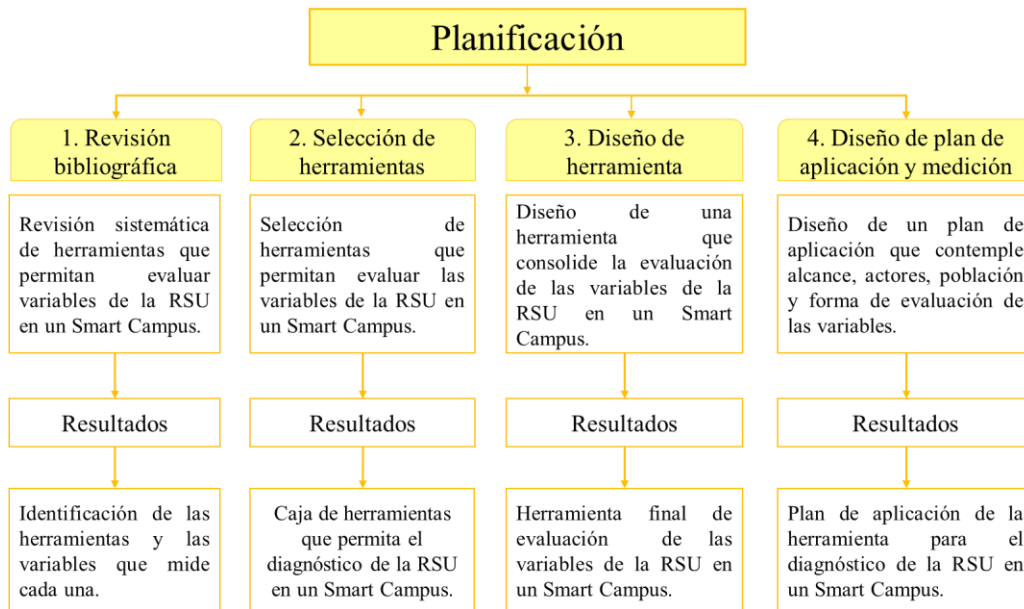 Planificación
1. Revisión
bibliográfica
2. Selección de
herramientas
3. Diseño de
herramienta
4. Diseño de plan de
aplicación y medición
Revisión sistemática
de herramientas que
permitan evaluar
variables de la RSU
en un Smart Campus.
Selección de
herramientas que
permitan evaluar las
variables de la RSU en
un Smart Campus.
Diseño de una
herramienta que
consolide la evaluación
de las variables de la
RSU en un Smart
Campus.
Diseño de un plan de
aplicación que contemple
alcance, actores, población
y forma de evaluación de
las variables.
Resultados
Resultados
Resultados
Resultados
Identificación de las
herramientas y las
variables que mide
cada una.
Caja de herramientas
que permita el
diagnóstico de la RSU
en un Smart Campus.
Herramienta final de
evaluación de las
variables de la RSU en
un Smart Campus.
Plan de aplicación de la
herramienta para el
diagnóstico de la RSU en
un Smart Campus.